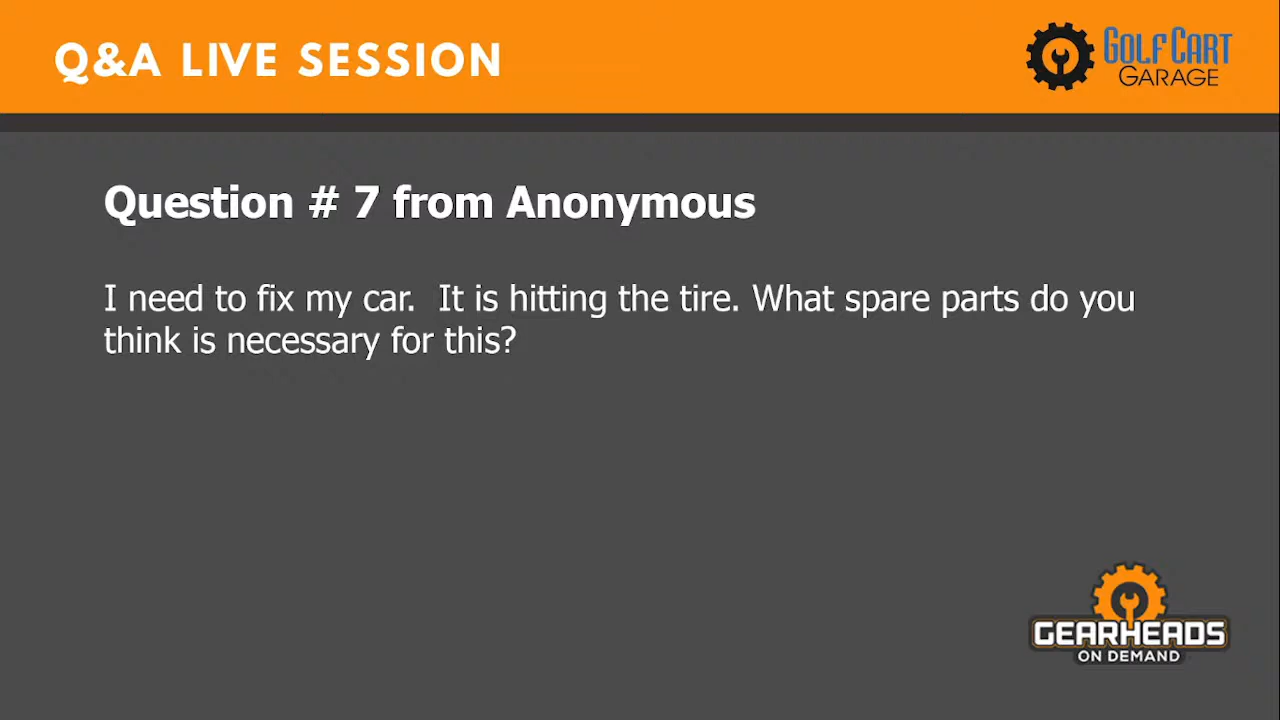 Q&A LIVE SESSION
GOLF CART
GARAGE
Question # 7 from Anonymous
I need to fix my car.  It is hitting the tire. What spare parts do you
think is necessary for this?
GEARHEADS
ON DEMAND